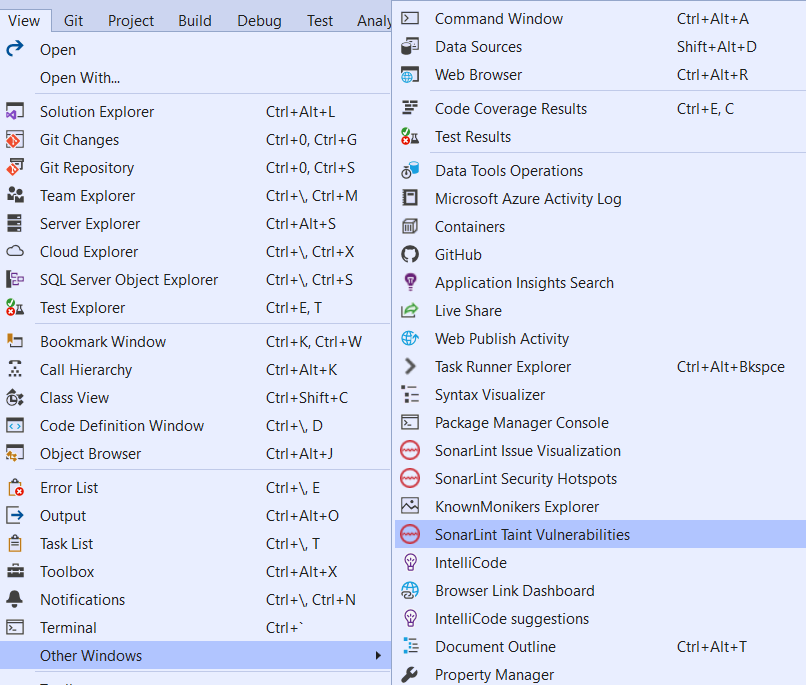 View Git Project Build Debug Test Analy
Open
Open With...
Solution Explorer Ctrl+Alt+L
Git Changes Ctrl+0, Ctrl+G
Git Repository Ctrl+0, Ctrl+S
Team Explorer Ctrl+\, Ctrl+M
Server Explorer Ctrl+Alt+S
Cloud Explorer Ctrl+\, Ctrl+X
SQL Server Object Explorer Ctrl+\, Ctrl+S
Test Explorer Ctrl+E, T
Bookmark Window Ctrl+K, Ctrl+W
Call Hierarchy Ctrl+Alt+K
Class View Ctrl+Shift+C
Code Definition Window Ctrl+\, D
Object Browser Ctrl+Alt+J
Error List Ctrl+\, E
Output Ctrl+Alt+O
Task List Ctrl+\, T
Toolbox Ctrl+Alt+X
Notifications Ctrl+\, Ctrl+N
Terminal Ctrl+`
Other Windows
Command Window Ctrl+Alt+A
Data Sources Shift+Alt+D
Web Browser Ctrl+Alt+R
Code Coverage Results Ctrl+E, C
Test Results
Data Tools Operations
Microsoft Azure Activity Log
Containers
GitHub
Application Insights Search
Live Share
Web Publish Activity
Task Runner Explorer Ctrl+Alt+Bkspce
Syntax Visualizer
Package Manager Console
SonarLint Issue Visualization
SonarLint Security Hotspots
KnownMonikers Explorer
SonarLint Taint Vulnerabilities
IntelliCode
Browser Link Dashboard
IntelliCode suggestions
Document Outline Ctrl+Alt+T
Property Manager